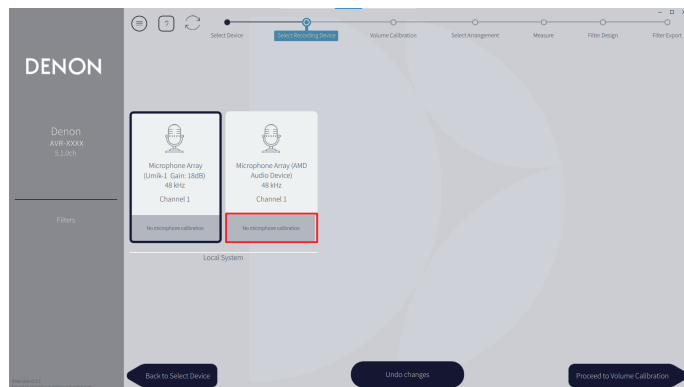 ?
Select Device
Select Recording Device
Volume Calibration
Select Arrangement
Measure
Filter Design
Filter Export
DENON
Denon
AVR-XXXX
5.1.0ch
Filters
Microphone Array
(Umik-1 Gain: 18dB)
48 kHz
Channel 1
No microphone calibration
Microphone Array (AMD
Audio Device)
48 kHz
Channel 1
No microphone calibration
Local System
Back to Select Device
Undo changes
Proceed to Volume Calibration